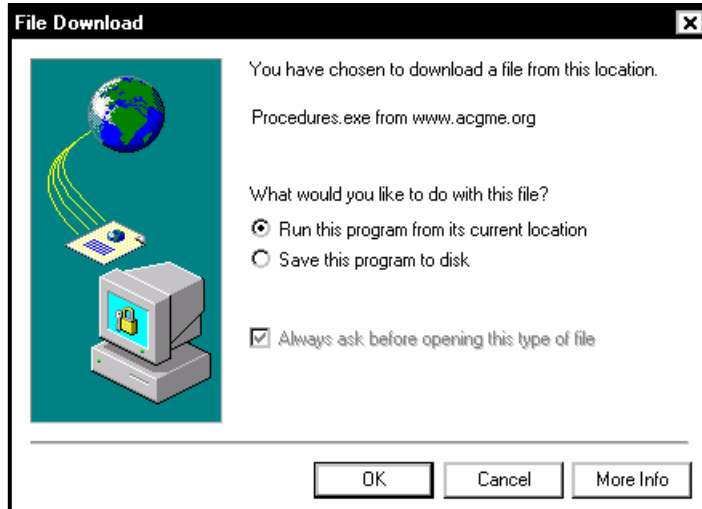 File Download
You have chosen to download a file from this location.
Procedures.exe from www.acgme.org
What would you like to do with this file?
Run this program from its current location
Save this program to disk
Always ask before opening this type of file
OK
Cancel
More Info